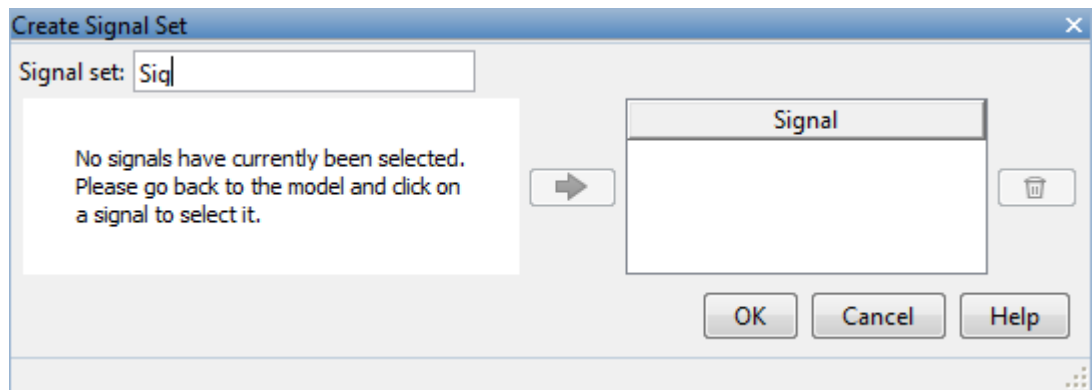 Create Signal Set
Signal set: Sig
No signals have currently been selected.
Please go back to the model and click on
a signal to select it.
Signal
OK Cancel Help